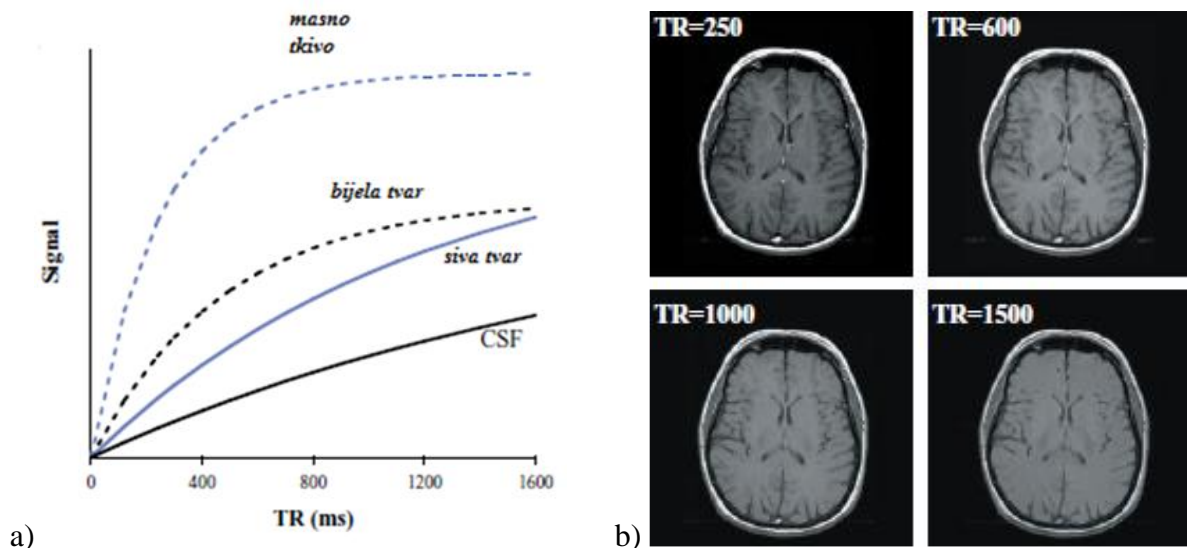 masno
tkivo
bijela tvar
siva tvar
CSF
Signal
0 400 800 1200 1600
TR (ms)
a)
TR=250
TR=600
TR=1000
TR=1500
b)